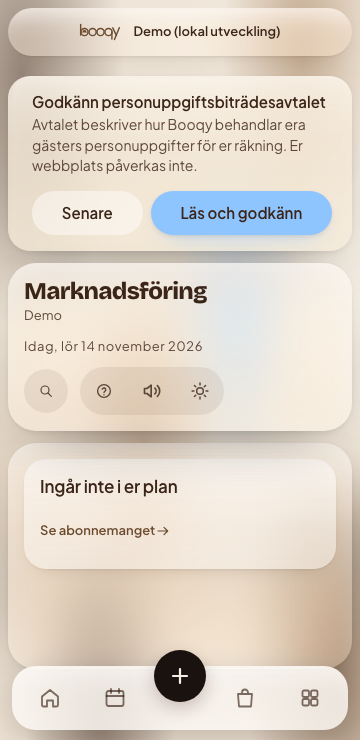 booqy Demo (lokal utveckling)
Godkänn personuppgiftsbiträdesavtalet
Avtalet beskriver hur Booqy behandlar era
gästers personuppgifter för er räkning. Er
webbplats påverkas inte.
Senare Läs och godkänn
Marknadsföring
Demo
Idag, lör 14 november 2026
Ingår inte i er plan
Se abonnemanget →